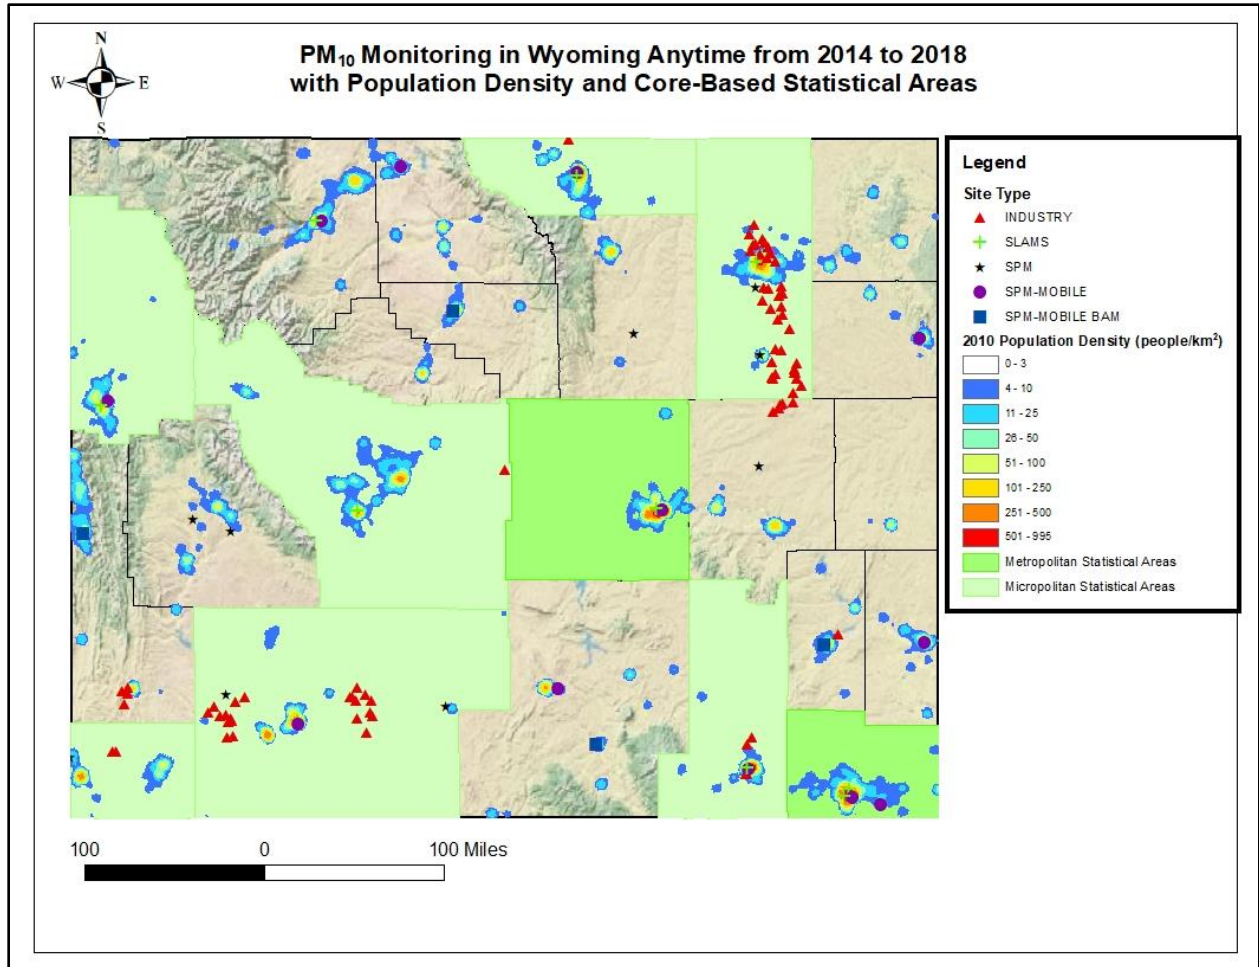 N
W E
S
PM₁₀ Monitoring in Wyoming Anytime from 2014 to 2018
with Population Density and Core-Based Statistical Areas
Legend
Site Type
INDUSTRY
SLAMS
SPM
SPM-MOBILE
SPM-MOBILE BAM
2010 Population Density (people/km²)
0 - 3
4 - 10
11 - 25
26 - 50
51 - 100
101 - 250
251 - 500
501 - 995
Metropolitan Statistical Areas
Micropolitan Statistical Areas
100 0 100 Miles